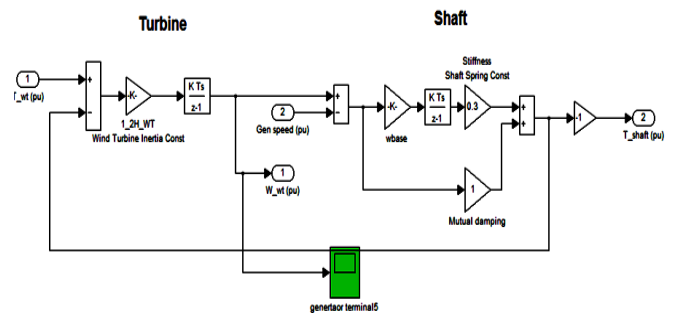 Turbine
Shaft
1
T_wt (pu)
+
−
-K-
1_2H_WT
Wind Turbine Inertia Const
K Ts
z-1
2
Gen speed (pu)
+
−
-K-
wbase
K Ts
z-1
Stiffness
Shaft Spring Const
0.3
+
+
-1
2
T_shaft (pu)
1
W_wt (pu)
1
Mutual damping
genertaor terminal5